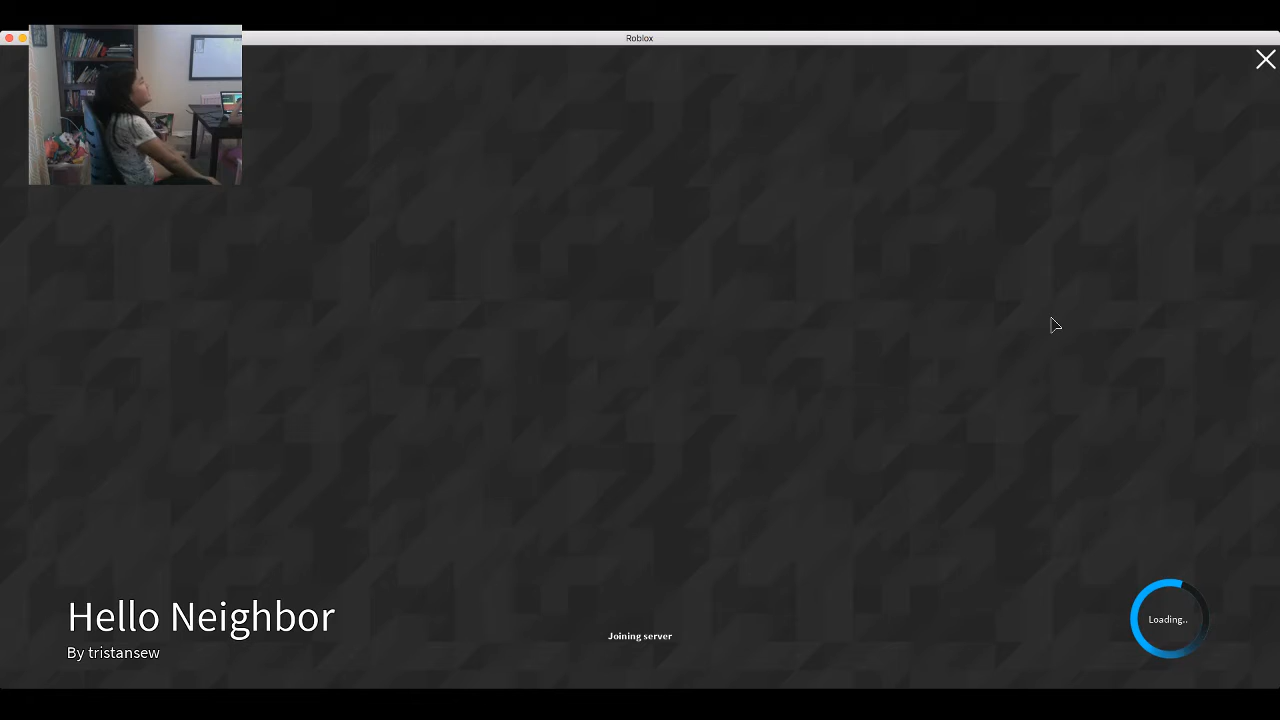 Roblox
Hello Neighbor
By tristansew
Joining server
Loading..